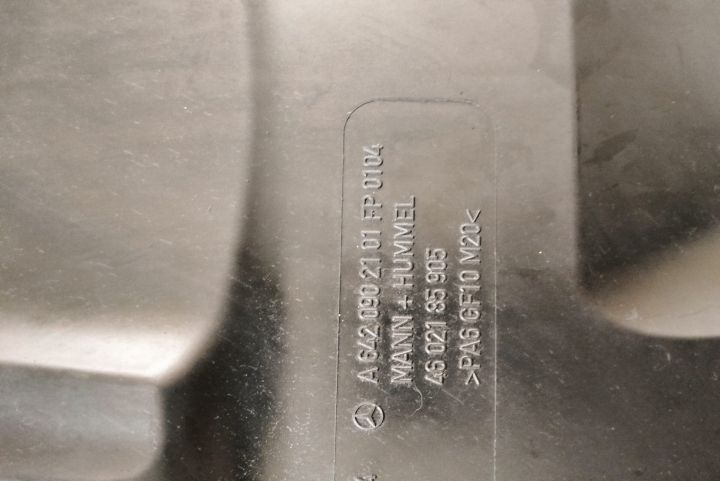 A 642 090 21 01 FP 0104
MANN + HUMMEL
46 021 85 905
>PA6 GF10 M20<